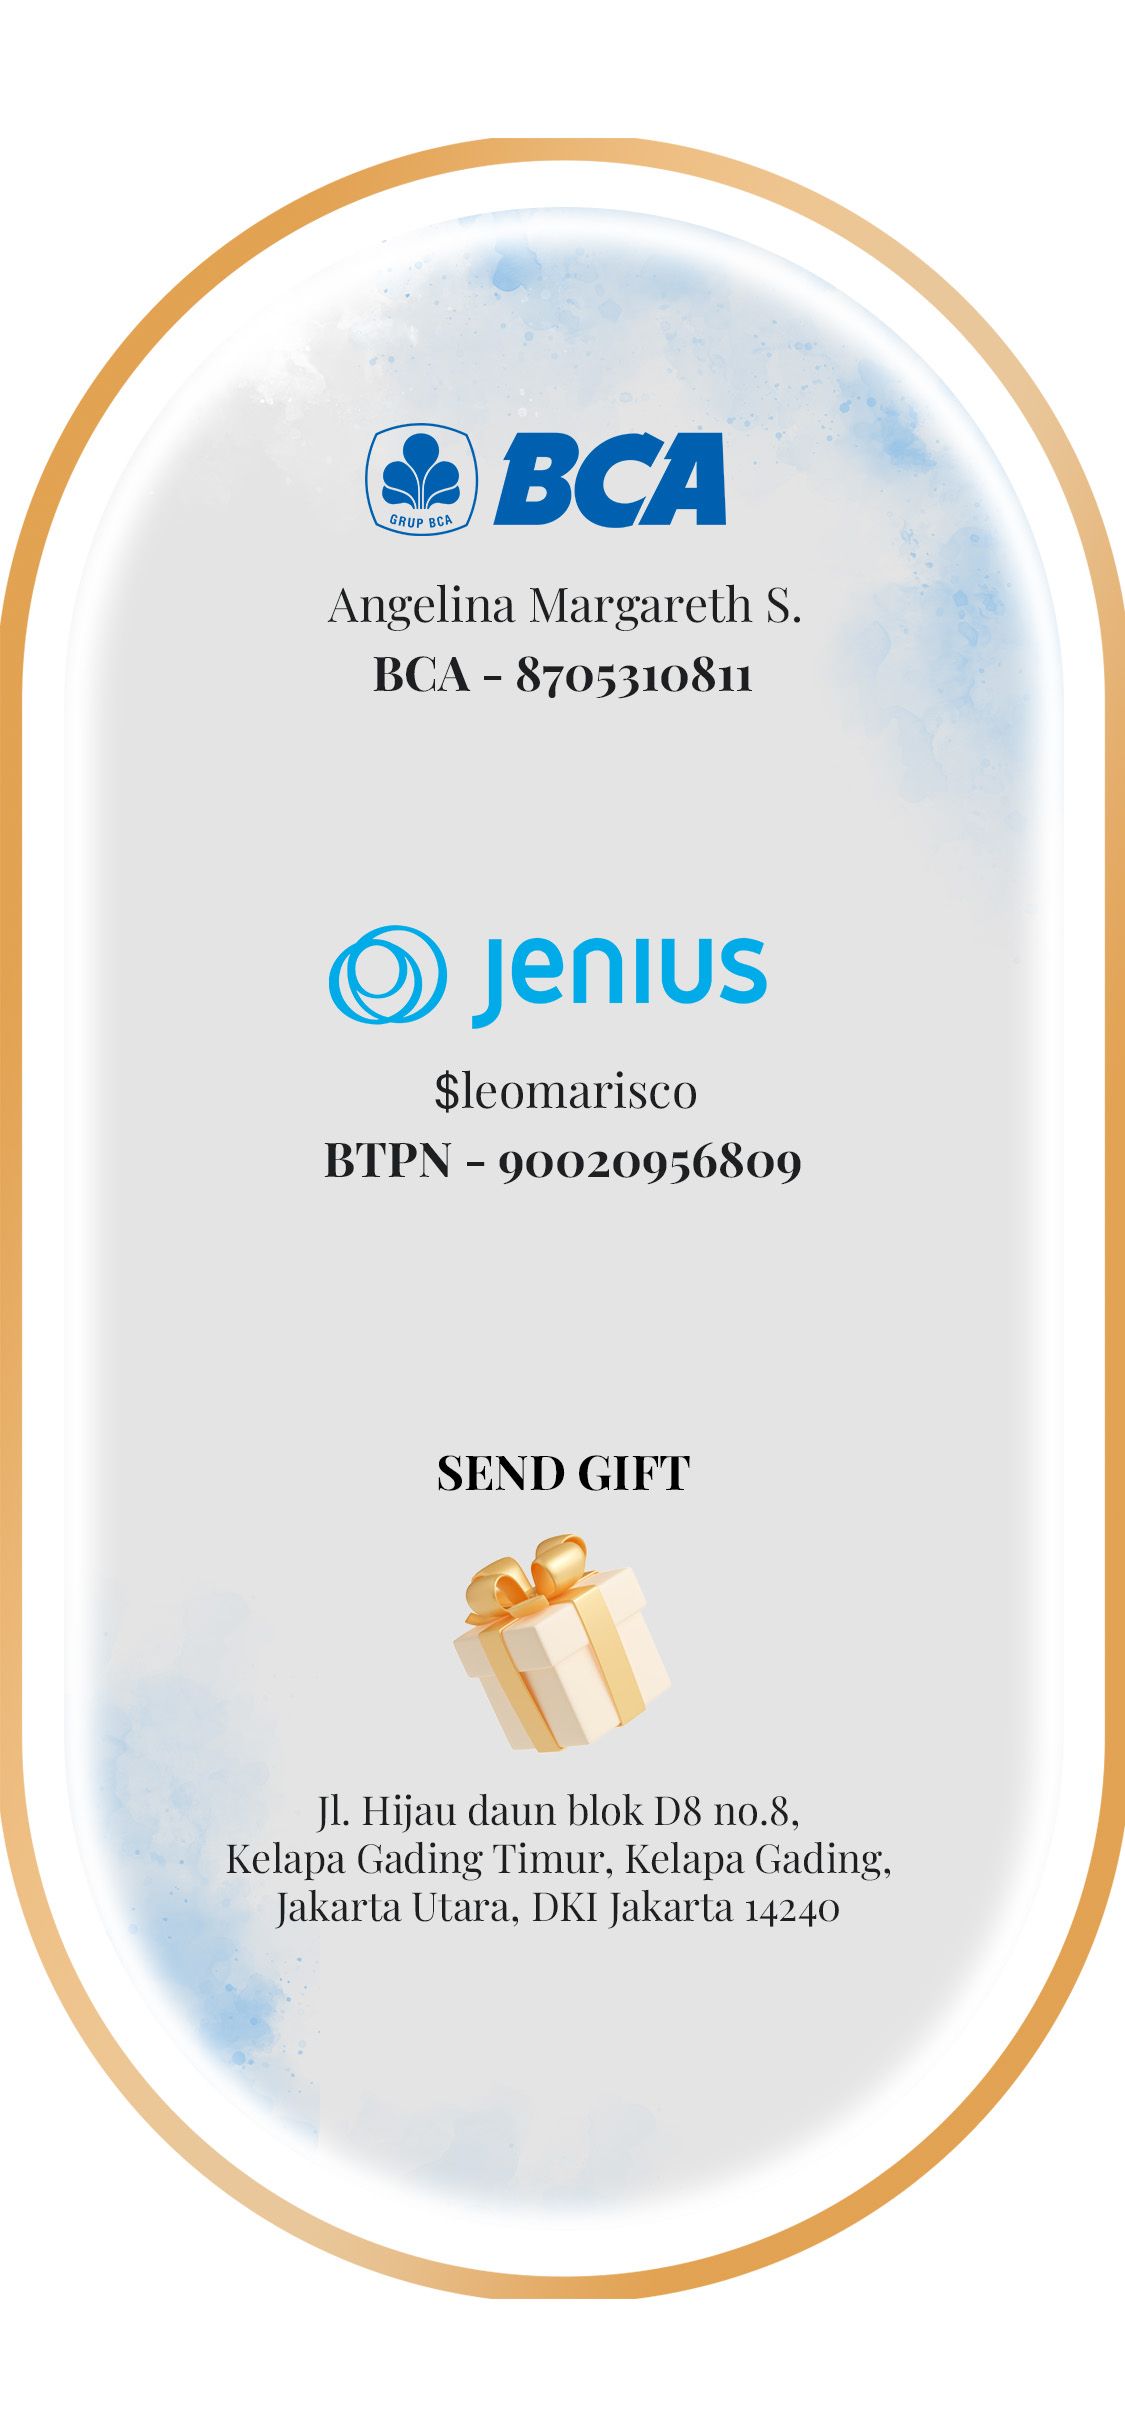 GRUP BCA
BCA
Angelina Margareth S.
BCA - 8705310811
Jenius
$leomarisco
BTPN - 90020956809
SEND GIFT
Jl. Hijau daun blok D8 no.8,
Kelapa Gading Timur, Kelapa Gading,
Jakarta Utara, DKI Jakarta 14240